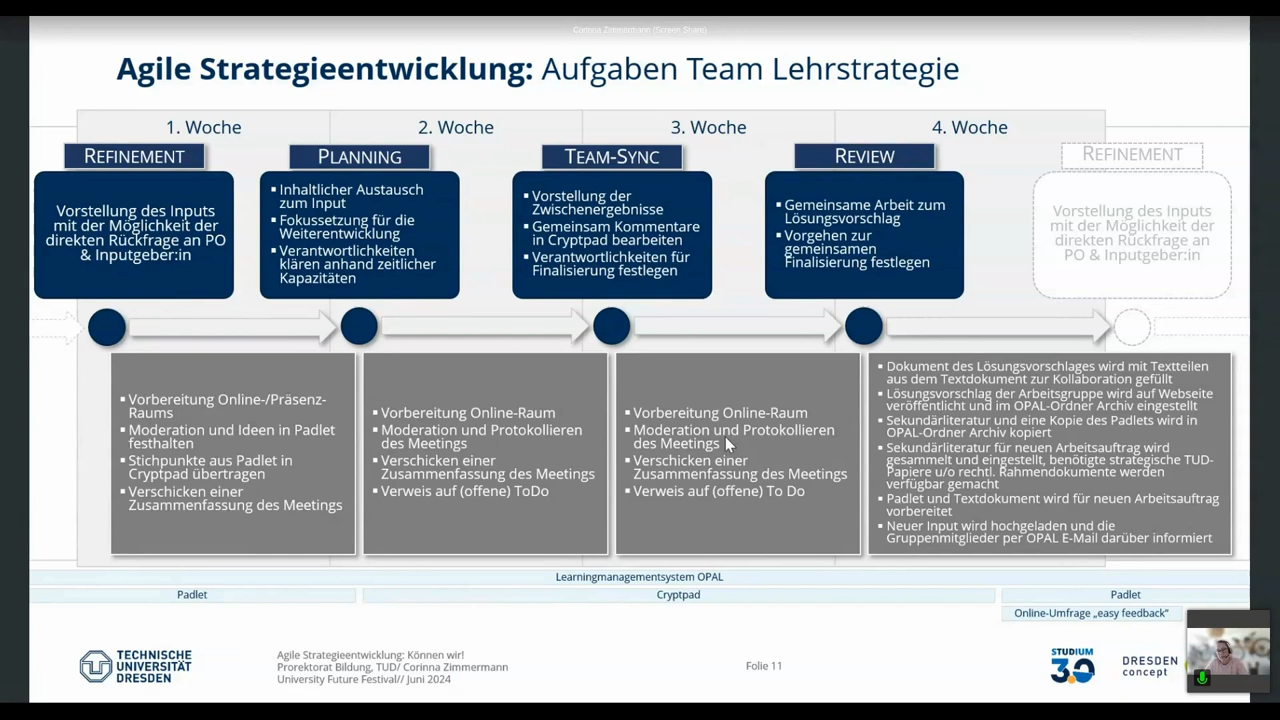 Corinna Zimmermann (Screen Share)
Agile Strategieentwicklung: Aufgaben Team Lehrstrategie
1. Woche
2. Woche
3. Woche
4. Woche
REFINEMENT
Vorstellung des Inputs
mit der Möglichkeit der
direkten Rückfrage an PO
& Inputgeber:in
PLANNING
▪ Inhaltlicher Austausch
zum Input
▪ Fokussetzung für die
Weiterentwicklung
▪ Verantwortlichkeiten
klären anhand zeitlicher
Kapazitäten
TEAM-SYNC
▪ Vorstellung der
Zwischenergebnisse
▪ Gemeinsam Kommentare
in Cryptpad bearbeiten
▪ Verantwortlichkeiten für
Finalisierung festlegen
REVIEW
▪ Gemeinsame Arbeit zum
Lösungsvorschlag
▪ Vorgehen zur
gemeinsamen
Finalisierung festlegen
REFINEMENT
Vorstellung des Inputs
mit der Möglichkeit der
direkten Rückfrage an
PO & Inputgeber:in
▪ Vorbereitung Online-/Präsenz-
Raums
▪ Moderation und Ideen in Padlet
festhalten
▪ Stichpunkte aus Padlet in
Cryptpad übertragen
▪ Verschicken einer
Zusammenfassung des Meetings
▪ Vorbereitung Online-Raum
▪ Moderation und Protokollieren
des Meetings
▪ Verschicken einer
Zusammenfassung des Meetings
▪ Verweis auf (offene) ToDo
▪ Vorbereitung Online-Raum
▪ Moderation und Protokollieren
des Meetings
▪ Verschicken einer
Zusammenfassung des Meetings
▪ Verweis auf (offene) To Do
▪ Dokument des Lösungsvorschlages wird mit Textteilen
aus dem Textdokument zur Kollaboration gefüllt
▪ Lösungsvorschlag der Arbeitsgruppe wird auf Webseite
veröffentlicht und im OPAL-Ordner Archiv eingestellt
▪ Sekundärliteratur und eine Kopie des Padlets wird in
OPAL-Ordner Archiv kopiert
▪ Sekundärliteratur für neuen Arbeitsauftrag wird
gesammelt und eingestellt, benötigte strategische TUD-
Papiere u/o rechtl. Rahmendokumente werden
verfügbar gemacht
▪ Padlet und Textdokument wird für neuen Arbeitsauftrag
vorbereitet
▪ Neuer Input wird hochgeladen und die
Gruppenmitglieder per OPAL E-Mail darüber informiert
Learningmanagementsystem OPAL
Padlet
Cryptpad
Padlet
Online-Umfrage „easy feedback“
TECHNISCHE
UNIVERSITÄT
DRESDEN
Agile Strategieentwicklung: Können wir!
Prorektorat Bildung, TUD/ Corinna Zimmermann
University Future Festival// Juni 2024
Folie 11
STUDIUM
3.0
DRESDEN
concept